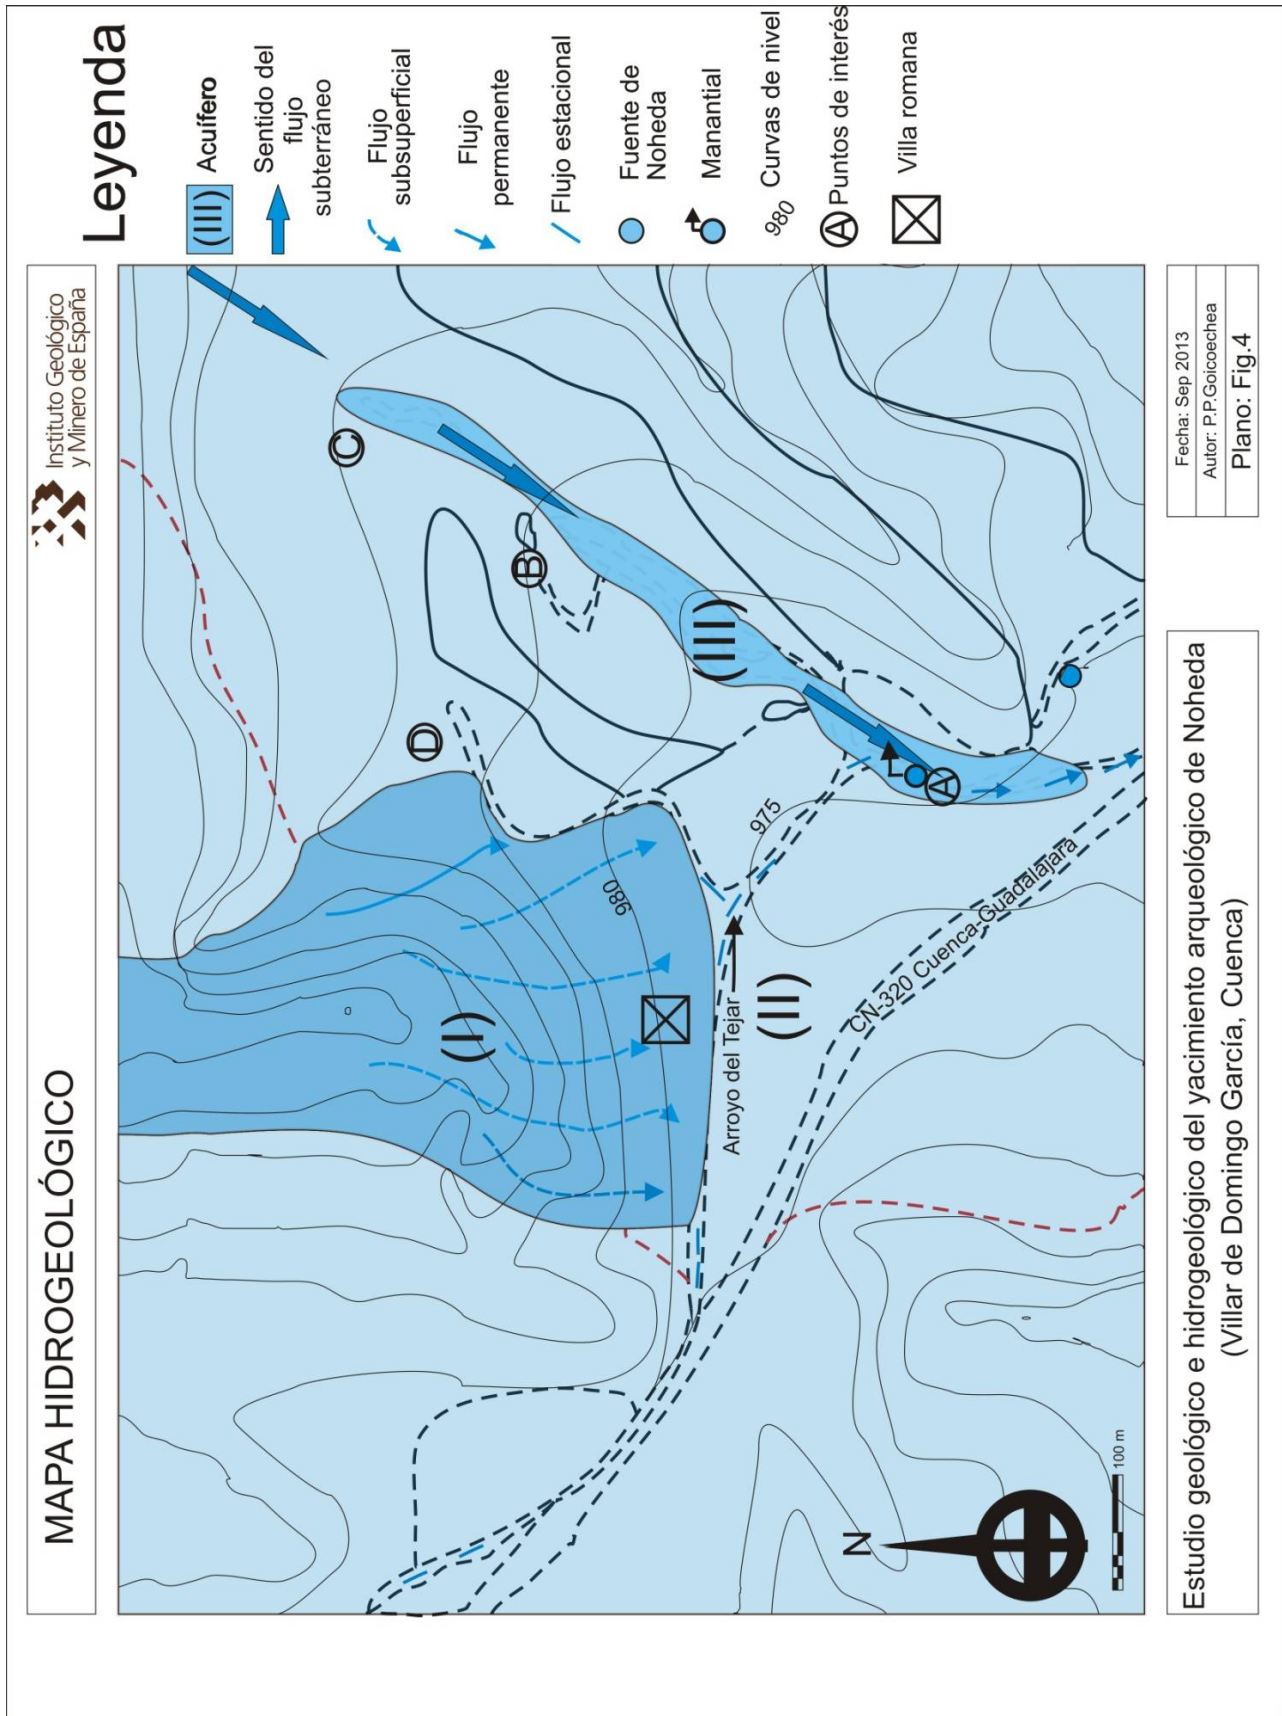 MAPA HIDROGEOLÓGICO
Instituto Geológico
y Minero de España
Leyenda
(III) Acuífero
Sentido del
flujo
subterráneo
Flujo
subsuperficial
Flujo
permanente
Flujo estacional
Fuente de
Noheda
Manantial
980 Curvas de nivel
A Puntos de interés
Villa romana
C
D
B
(I)
(III)
980
975
A
Arroyo del Tejar
(II)
CN-320 Cuenca-Guadalajara
N
100 m
Estudio geológico e hidrogeológico del yacimiento arqueológico de Noheda
(Villar de Domingo García, Cuenca)
Fecha: Sep 2013
Autor: P.P.Goicoechea
Plano: Fig.4